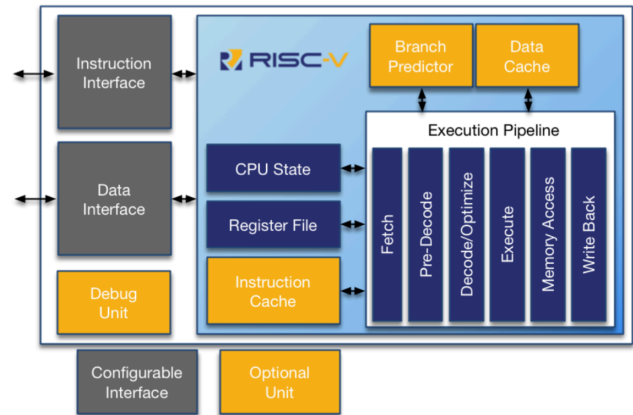 Instruction
Interface
Data
Interface
Debug
Unit
RISC-V
Branch
Predictor
Data
Cache
Execution Pipeline
CPU State
Register File
Instruction
Cache
Fetch
Pre-Decode
Decode/Optimize
Execute
Memory Access
Write Back
Configurable
Interface
Optional
Unit